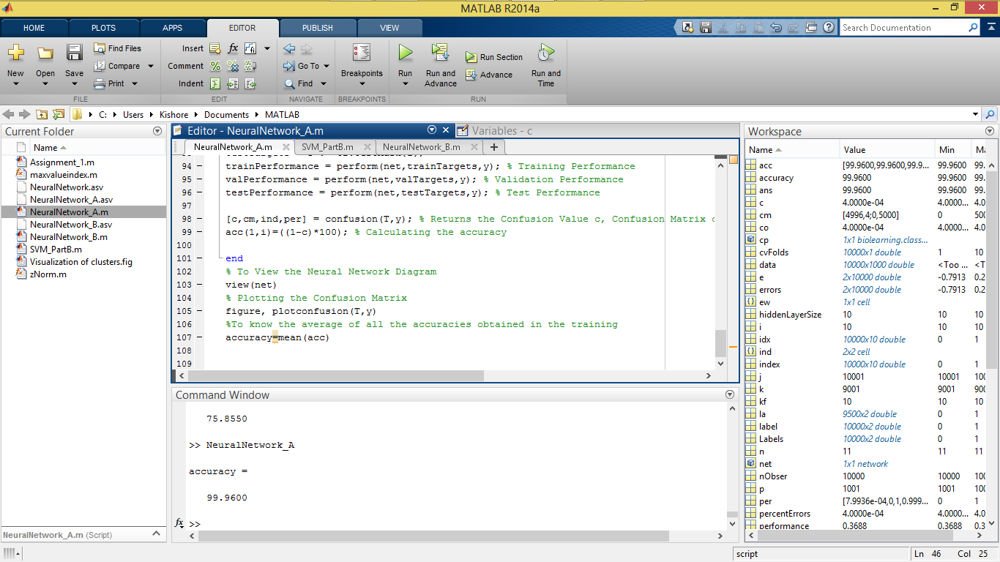 MATLAB R2014a
HOME PLOTS APPS EDITOR PUBLISH VIEW
Search Documentation
New Open Save Find Files Compare Print
FILE
Insert fx
Comment
Indent
EDIT
Go To
Find
NAVIGATE
Breakpoints
BREAKPOINTS
Run Run and Advance Run Section Advance Run and Time
RUN
C: Users Kishore Documents MATLAB
Current Folder
Name
Assignment_1.m
maxvalueindex.m
NeuralNetwork.asv
NeuralNetwork_A.asv
NeuralNetwork_A.m
NeuralNetwork_B.asv
NeuralNetwork_B.m
SVM_PartB.m
Visualization of clusters.fig
zNorm.m
NeuralNetwork_A.m (Script)
Editor - NeuralNetwork_A.m
Variables - c
NeuralNetwork_A.m SVM_PartB.m NeuralNetwork_B.m
94 - trainPerformance = perform(net,trainTargets,y); % Training Performance
95 - valPerformance = perform(net,valTargets,y); % Validation Performance
96 - testPerformance = perform(net,testTargets,y); % Test Performance
97
98 - [c,cm,ind,per] = confusion(T,y); % Returns the Confusion Value c, Confusion Matrix
99 - acc(1,i)=((1-c)*100); % Calculating the accuracy
100
101 - end
102 % To View the Neural Network Diagram
103 - view(net)
104 % Plotting the Confusion Matrix
105 - figure, plotconfusion(T,y)
106 %To know the average of all the accuracies obtained in the training
107 - accuracy=mean(acc)
108
109
Command Window
75.8550
>> NeuralNetwork_A
accuracy =
99.9600
fx >>
Workspace
Name Value Min
acc [99.9600,99.9600,99.9... 99.9600 99.
accuracy 99.9600 99.9600 99.
ans 99.9600 99.9600 99.
c 4.0000e-04 4.0000... 4.0
cm [4996,4;0,5000] 0 500
co 4.0000e-04 4.0000... 4.0
cp 1x1 biolearning.class...
cvFolds 10000x1 double 1 10
data 10000x1000 double <Too ... <T
e 2x10000 double -0.7913 0.2
errors 2x10000 double -0.7913 0.2
ew 1x1 cell
hiddenLayerSize 10 10 10
i 10 10 10
idx 10000x10 double 0 1
ind 2x2 cell
index 10000x10 double 0 1
j 10001 10001 100
k 9001 9001 900
kf 10 10 10
la 9500x2 double 0 1
label 10000x2 double 0 1
Labels 10000x2 double 0 1
n 11 11 11
net 1x1 network
nObser 10000 10000 100
p 1001 1001 100
per [7.9936e-04,0,1,0.999... 0 1
percentErrors 4.0000e-04 4.0000... 4.0
performance 0.3688 0.3688 0.3
script Ln 46 Col 25